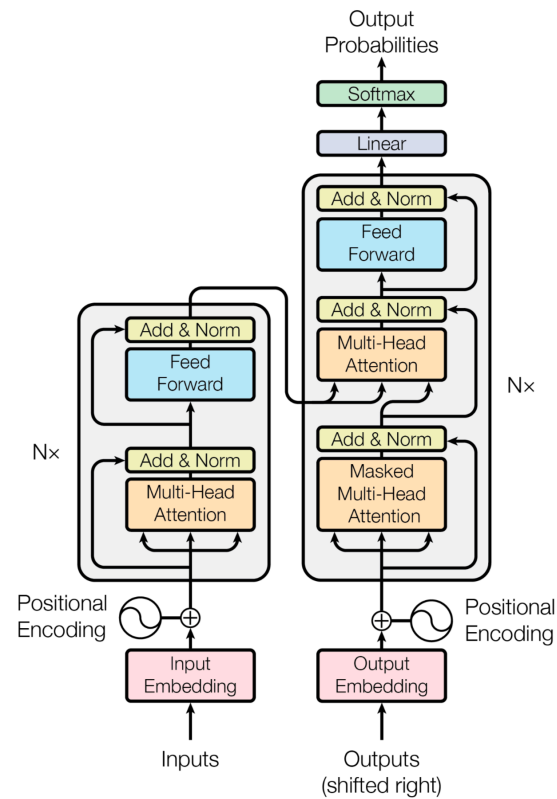 Output
Probabilities
Softmax
Linear
Add & Norm
Feed
Forward
Add & Norm
Multi-Head
Attention
Add & Norm
Masked
Multi-Head
Attention
N×
Add & Norm
Feed
Forward
Add & Norm
Multi-Head
Attention
N×
Positional
Encoding
Positional
Encoding
Input
Embedding
Output
Embedding
Inputs
Outputs
(shifted right)